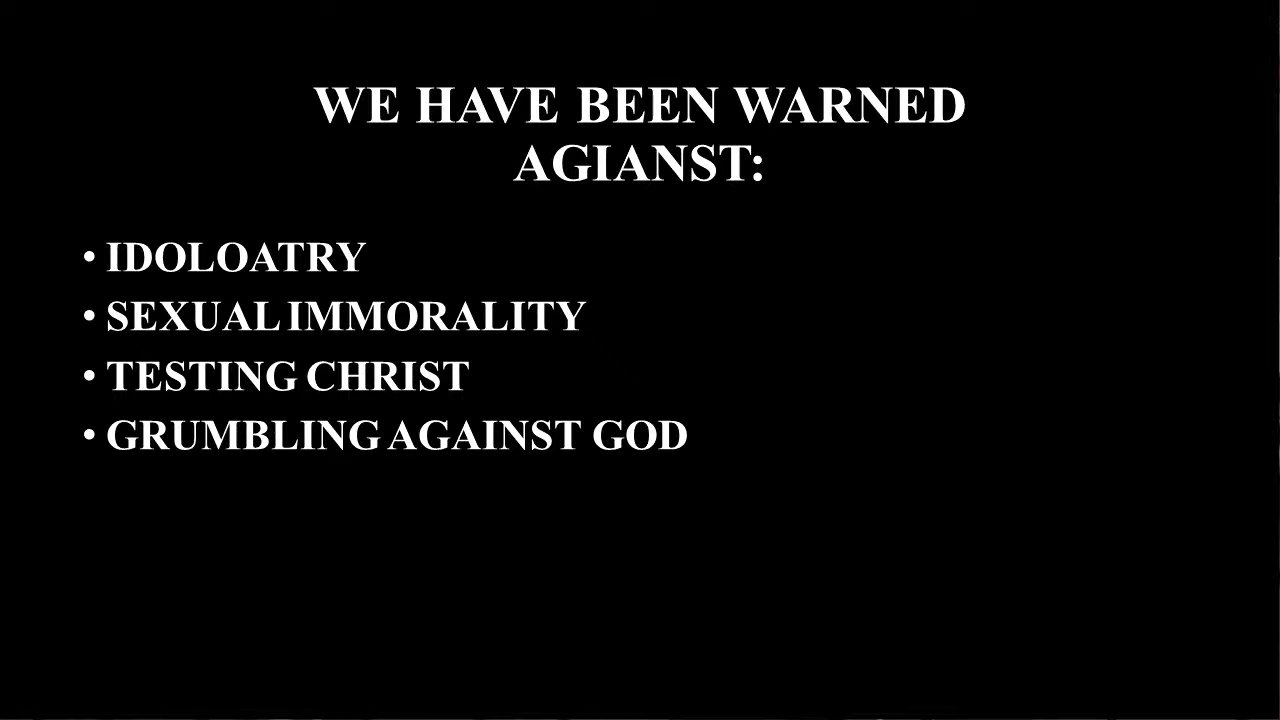 WE HAVE BEEN WARNED
AGIANST:
• IDOLOATRY
• SEXUAL IMMORALITY
• TESTING CHRIST
• GRUMBLING AGAINST GOD